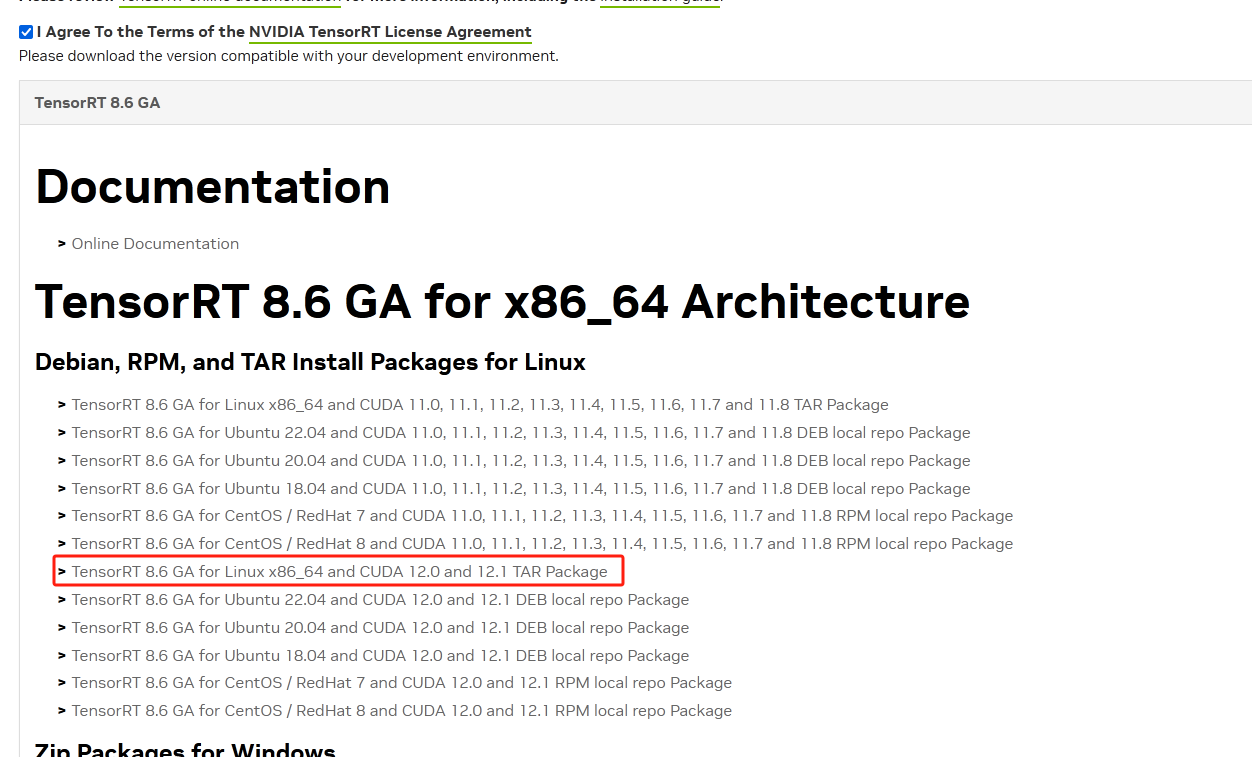 I Agree To the Terms of the NVIDIA TensorRT License Agreement
Please download the version compatible with your development environment.
TensorRT 8.6 GA
Documentation
> Online Documentation
TensorRT 8.6 GA for x86_64 Architecture
Debian, RPM, and TAR Install Packages for Linux
> TensorRT 8.6 GA for Linux x86_64 and CUDA 11.0, 11.1, 11.2, 11.3, 11.4, 11.5, 11.6, 11.7 and 11.8 TAR Package
> TensorRT 8.6 GA for Ubuntu 22.04 and CUDA 11.0, 11.1, 11.2, 11.3, 11.4, 11.5, 11.6, 11.7 and 11.8 DEB local repo Package
> TensorRT 8.6 GA for Ubuntu 20.04 and CUDA 11.0, 11.1, 11.2, 11.3, 11.4, 11.5, 11.6, 11.7 and 11.8 DEB local repo Package
> TensorRT 8.6 GA for Ubuntu 18.04 and CUDA 11.0, 11.1, 11.2, 11.3, 11.4, 11.5, 11.6, 11.7 and 11.8 DEB local repo Package
> TensorRT 8.6 GA for CentOS / RedHat 7 and CUDA 11.0, 11.1, 11.2, 11.3, 11.4, 11.5, 11.6, 11.7 and 11.8 RPM local repo Package
> TensorRT 8.6 GA for CentOS / RedHat 8 and CUDA 11.0, 11.1, 11.2, 11.3, 11.4, 11.5, 11.6, 11.7 and 11.8 RPM local repo Package
> TensorRT 8.6 GA for Linux x86_64 and CUDA 12.0 and 12.1 TAR Package
> TensorRT 8.6 GA for Ubuntu 22.04 and CUDA 12.0 and 12.1 DEB local repo Package
> TensorRT 8.6 GA for Ubuntu 20.04 and CUDA 12.0 and 12.1 DEB local repo Package
> TensorRT 8.6 GA for Ubuntu 18.04 and CUDA 12.0 and 12.1 DEB local repo Package
> TensorRT 8.6 GA for CentOS / RedHat 7 and CUDA 12.0 and 12.1 RPM local repo Package
> TensorRT 8.6 GA for CentOS / RedHat 8 and CUDA 12.0 and 12.1 RPM local repo Package
Zip Packages for Windows